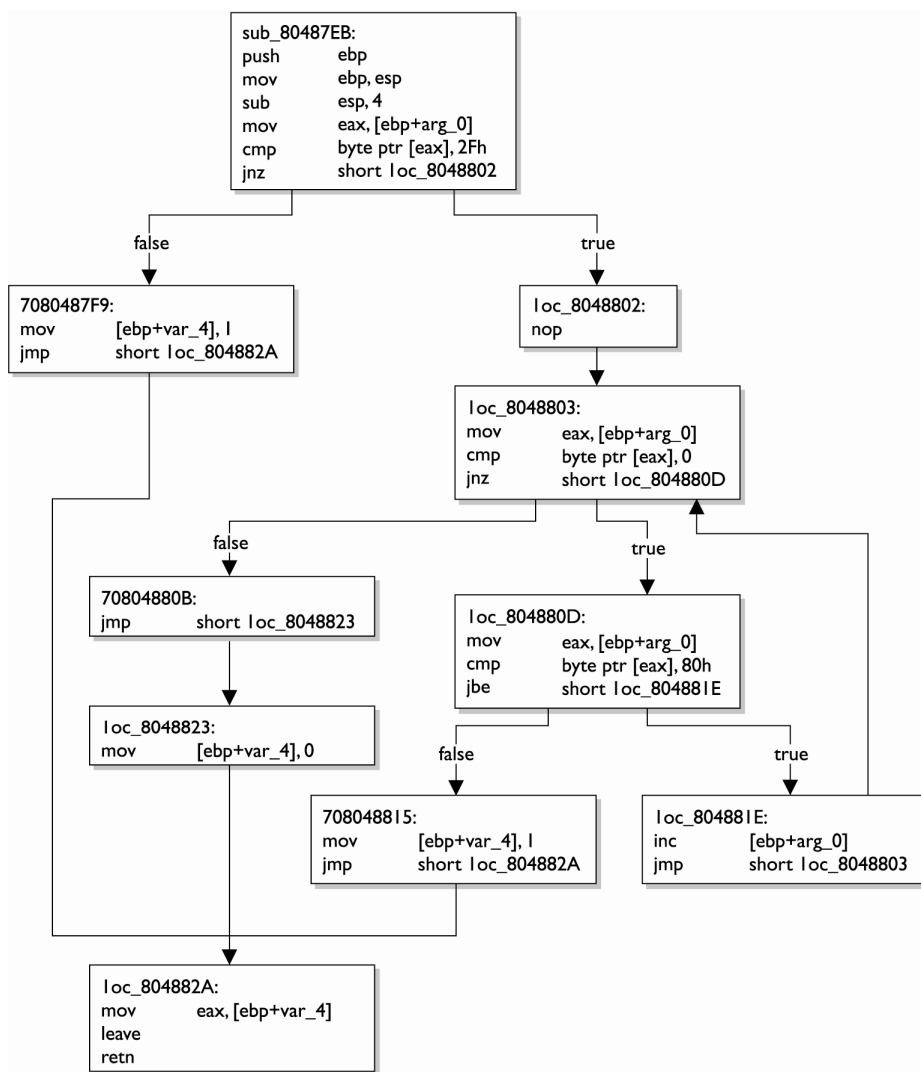 sub_80487EB:
push ebp
mov ebp, esp
sub esp, 4
mov eax, [ebp+arg_0]
cmp byte ptr [eax], 2Fh
jnz short loc_8048802
false
true
7080487F9:
mov [ebp+var_4], 1
jmp short loc_804882A
loc_8048802:
nop
loc_8048803:
mov eax, [ebp+arg_0]
cmp byte ptr [eax], 0
jnz short loc_804880D
false
true
70804880B:
jmp short loc_8048823
loc_804880D:
mov eax, [ebp+arg_0]
cmp byte ptr [eax], 80h
jbe short loc_804881E
loc_8048823:
mov [ebp+var_4], 0
false
true
708048815:
mov [ebp+var_4], 1
jmp short loc_804882A
loc_804881E:
inc [ebp+arg_0]
jmp short loc_8048803
loc_804882A:
mov eax, [ebp+var_4]
leave
retn